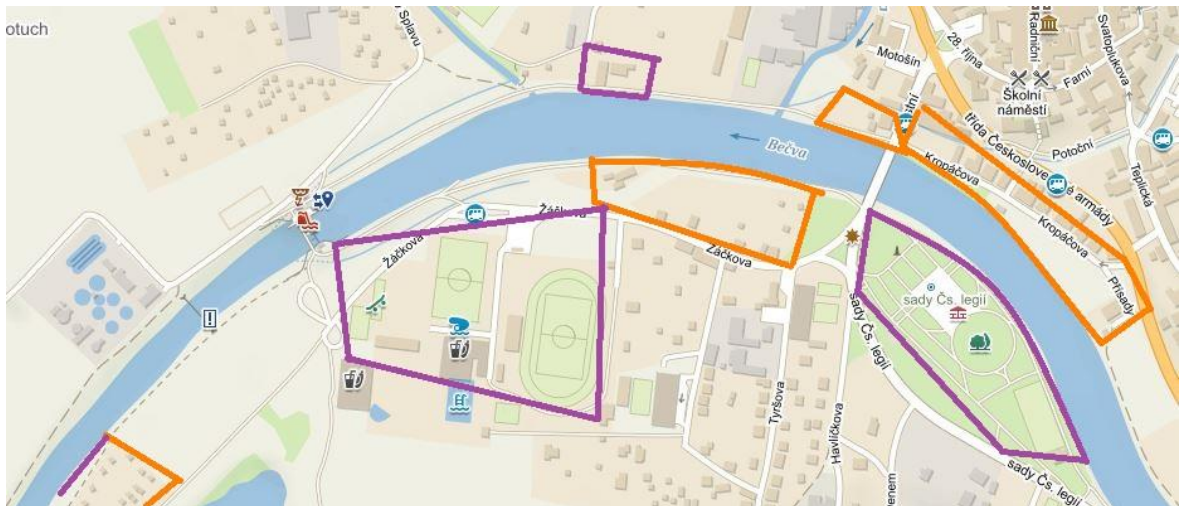 otuch
Splavu
Motošín
28. října
Radniční
Svatoplukova
Farní
Školní
náměstí
Potoční
třída Českoslove
é armády
Teplická
Bečva
Kropáčova
Kropáčova
Přísady
Žáčkova
Žáčkova
Žáčkova
sady Čs. legií
sady Čs. legií
sady Čs. legií
Tyršova
Havlíčkova